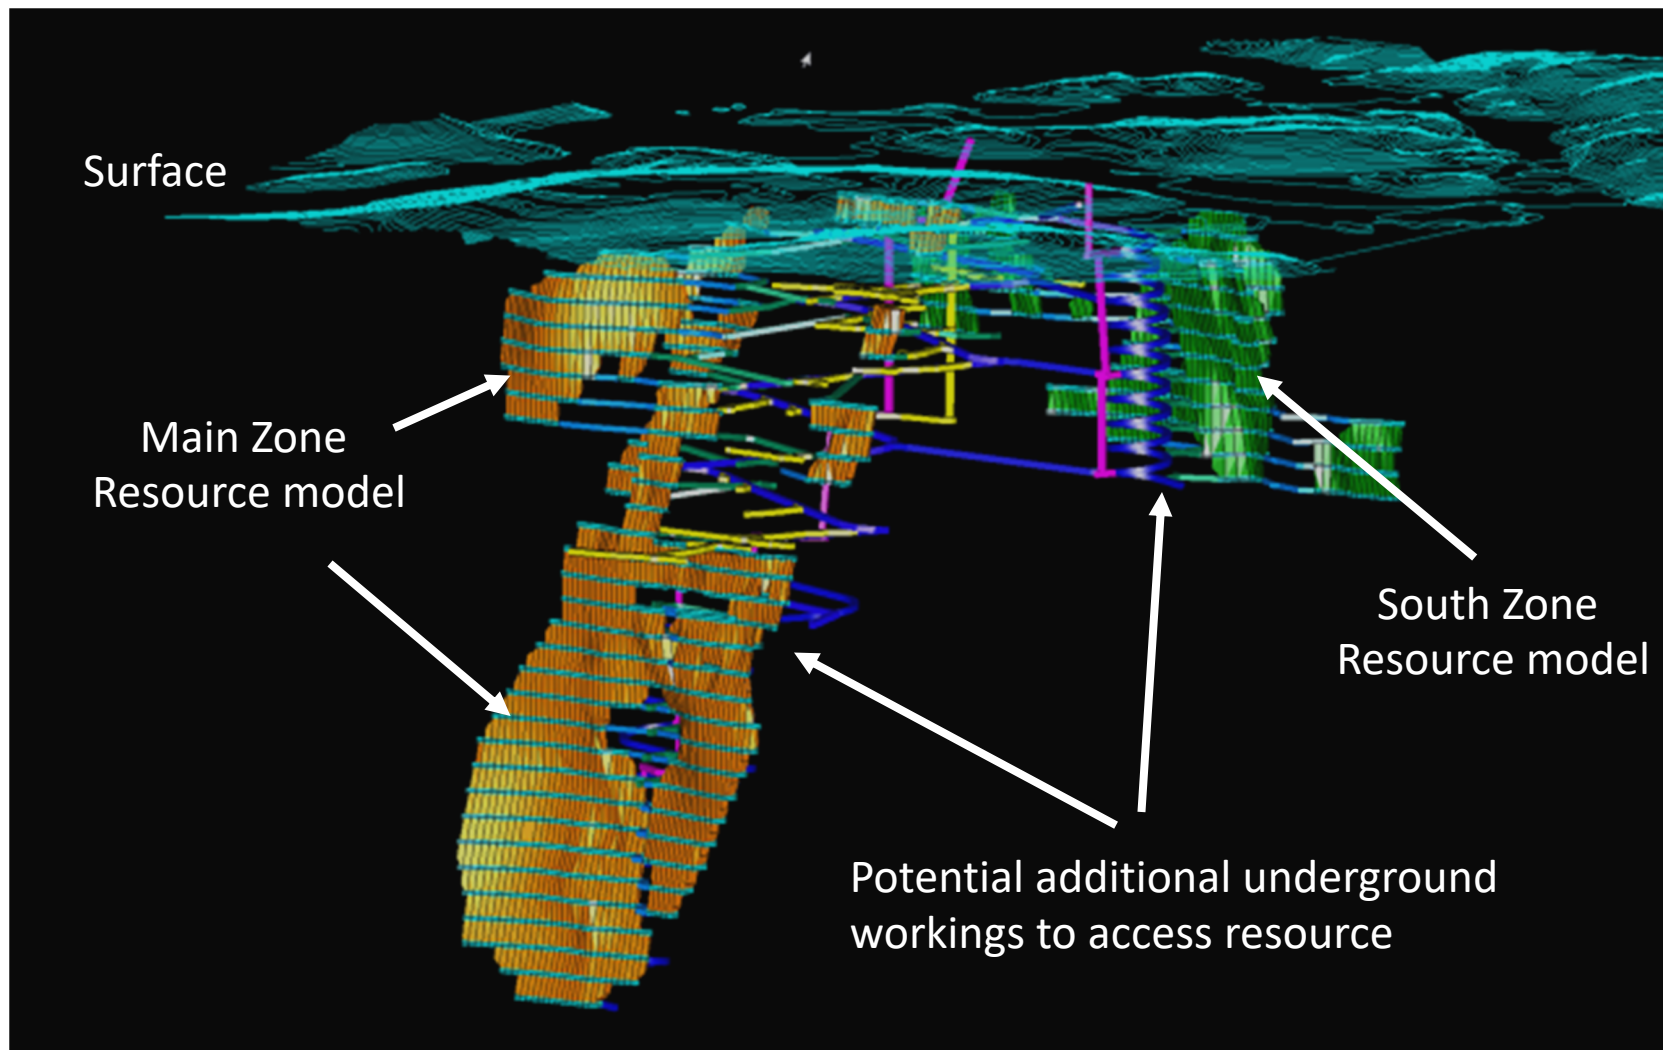 Surface
Main Zone
Resource model
South Zone
Resource model
Potential additional underground
workings to access resource